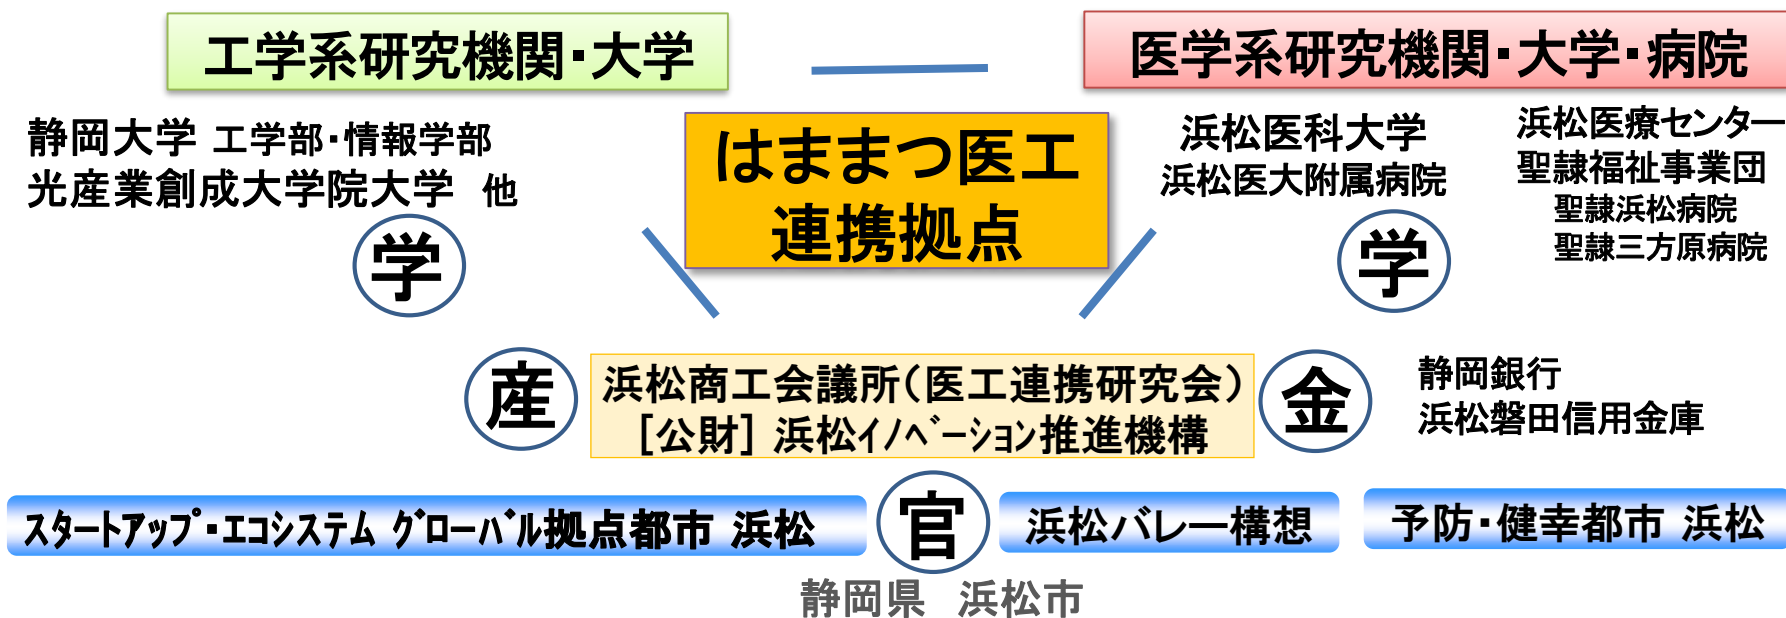 工学系研究機関・大学
医学系研究機関・大学・病院
静岡大学 工学部・情報学部
光産業創成大学院大学 他
はままつ医工
連携拠点
浜松医科大学
浜松医大附属病院
浜松医療センター
聖隷福祉事業団
聖隷浜松病院
聖隷三方原病院
学
学
産
浜松商工会議所(医工連携研究会)
[公財] 浜松ｲﾉﾍﾞｰｼｮﾝ推進機構
金
静岡銀行
浜松磐田信用金庫
ｽﾀｰﾄｱｯﾌﾟ・ｴｺｼｽﾃﾑ ｸﾞﾛｰﾊﾞﾙ拠点都市 浜松
官
浜松バレー構想
予防・健幸都市 浜松
静岡県 浜松市